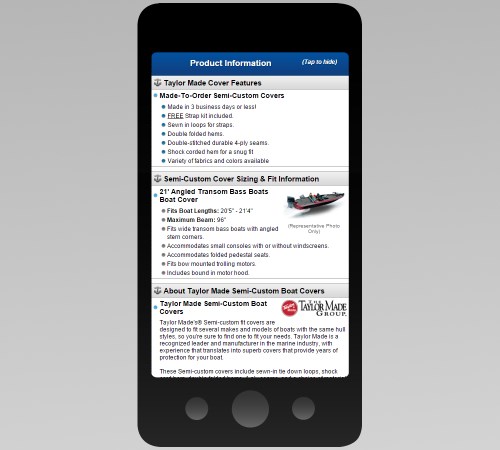 Product Information (Tap to hide)
Taylor Made Cover Features
Made-To-Order Semi-Custom Covers
Made in 3 business days or less!
FREE Strap kit included.
Sewn in loops for straps.
Double folded hems.
Double-stitched durable 4-ply seams.
Shock corded hem for a snug fit
Variety of fabrics and colors available
Semi-Custom Cover Sizing & Fit Information
21' Angled Transom Bass Boats
Boat Cover
Fits Boat Lengths: 20'5" - 21'4"
Maximum Beam: 96"
Fits wide transom bass boats with angled
stern corners.
(Representative Photo
Only)
Accommodates small consoles with or without windscreens.
Accommodates folded pedestal seats.
Fits bow mounted trolling motors.
Includes bound in motor hood.
About Taylor Made Semi-Custom Boat Covers
Taylor Made Semi-Custom Boat
Covers
THE
TAYLOR MADE
GROUP.
Taylor Made's® Semi-custom fit covers are
designed to fit several makes and models of boats with the same hull
styles, so you're sure to find one to fit your needs. Taylor Made is a
recognized leader and manufacturer in the marine industry, with
experience that translates into superb covers that provide years of
protection for your boat.
These Semi-custom covers include sewn-in tie down loops, shock